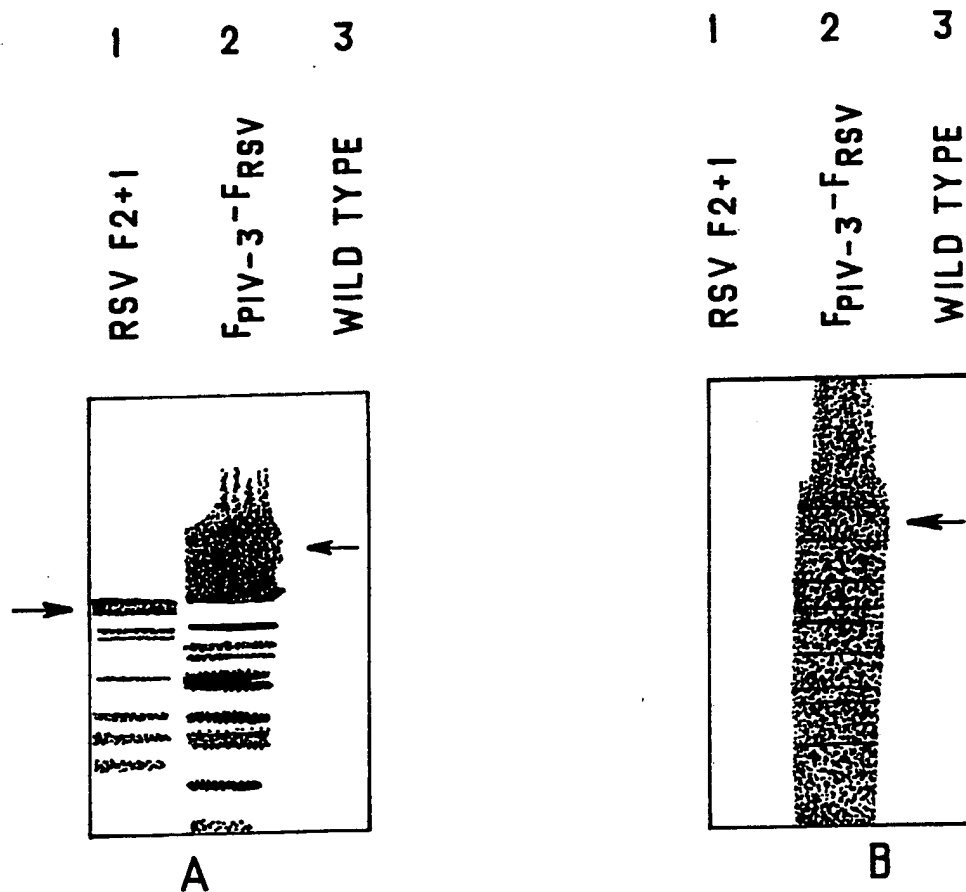 1 2 3
RSV F2+1
FPIV-3-FRSV
WILD TYPE
A
1 2 3
RSV F2+1
FPIV-3-FRSV
WILD TYPE
B